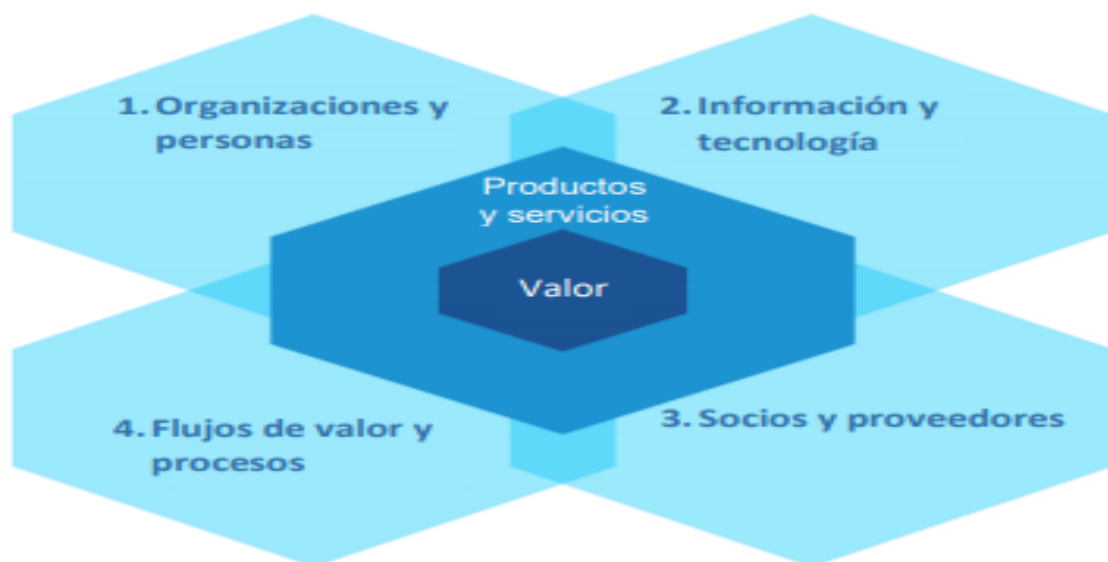 1. Organizaciones y
personas
2. Información y
tecnología
Productos
y servicios
Valor
4. Flujos de valor y
procesos
3. Socios y proveedores